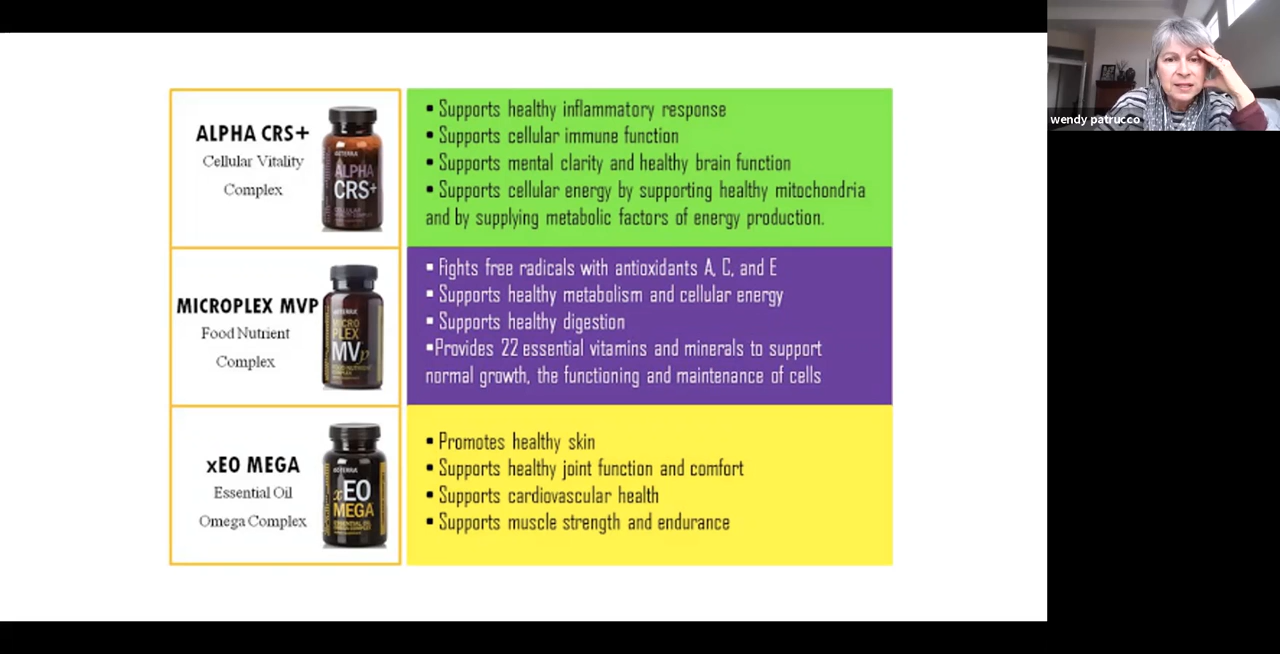 ALPHA CRS+
Cellular Vitality
Complex
ALPHA
CRS+
▪ Supports healthy inflammatory response
▪ Supports cellular immune function
▪ Supports mental clarity and healthy brain function
▪ Supports cellular energy by supporting healthy mitochondria
and by supplying metabolic factors of energy production.
MICROPLEX MVP
Food Nutrient
Complex
MICRO
PLEX
MVp
▪ Fights free radicals with antioxidants A, C, and E
▪ Supports healthy metabolism and cellular energy
▪ Supports healthy digestion
▪Provides 22 essential vitamins and minerals to support
normal growth, the functioning and maintenance of cells
xEO MEGA
Essential Oil
Omega Complex
xEO
MEGA
▪ Promotes healthy skin
▪ Supports healthy joint function and comfort
▪ Supports cardiovascular health
▪ Supports muscle strength and endurance
wendy patrucco